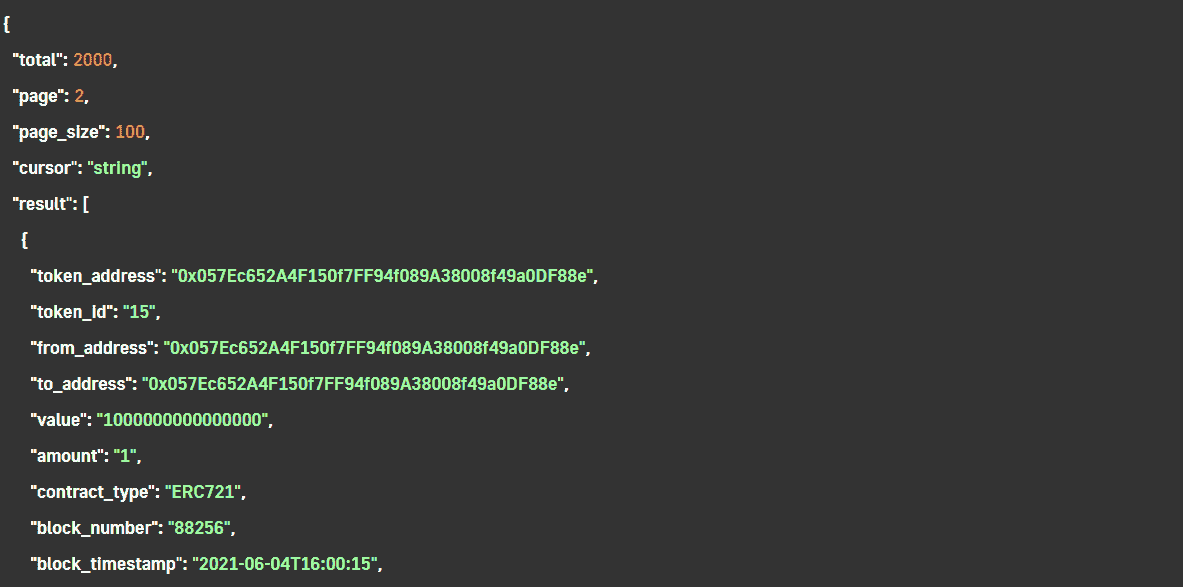 {
"total": 2000,
"page": 2,
"page_size": 100,
"cursor": "string",
"result": [
{
"token_address": "0x057Ec652A4F150f7FF94f089A38008f49a0DF88e",
"token_id": "15",
"from_address": "0x057Ec652A4F150f7FF94f089A38008f49a0DF88e",
"to_address": "0x057Ec652A4F150f7FF94f089A38008f49a0DF88e",
"value": "1000000000000000",
"amount": "1",
"contract_type": "ERC721",
"block_number": "88256",
"block_timestamp": "2021-06-04T16:00:15",